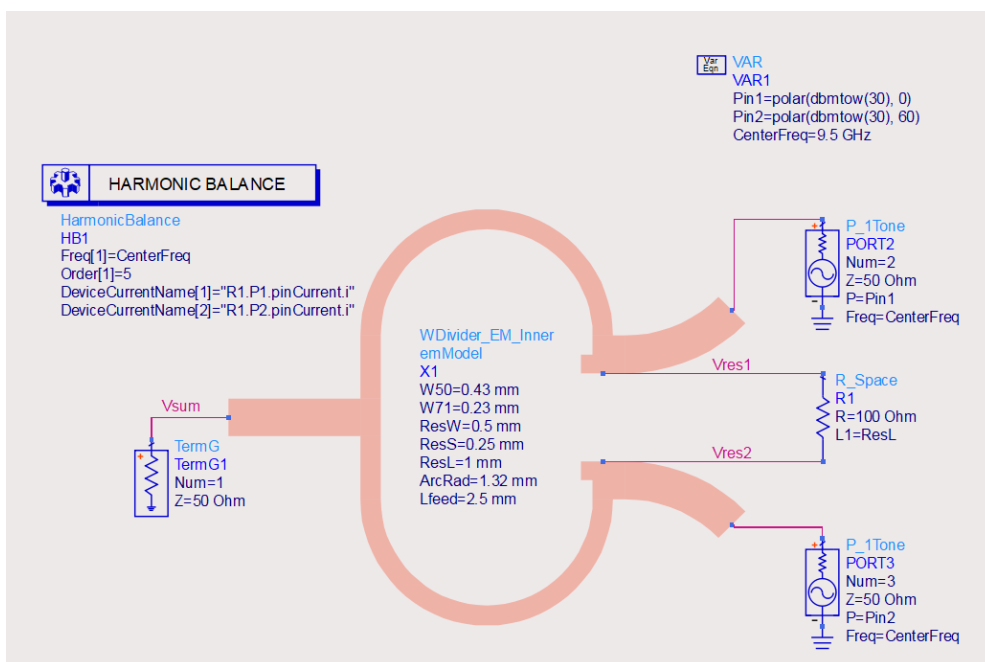 Var
Eqn
VAR
VAR1
Pin1=polar(dbmtow(30), 0)
Pin2=polar(dbmtow(30), 60)
CenterFreq=9.5 GHz
HARMONIC BALANCE
HarmonicBalance
HB1
Freq[1]=CenterFreq
Order[1]=5
DeviceCurrentName[1]="R1.P1.pinCurrent.i"
DeviceCurrentName[2]="R1.P2.pinCurrent.i"
+
P_1Tone
PORT2
Num=2
Z=50 Ohm
P=Pin1
Freq=CenterFreq
-
WDivider_EM_Inner
emModel
X1
W50=0.43 mm
W71=0.23 mm
ResW=0.5 mm
ResS=0.25 mm
ResL=1 mm
ArcRad=1.32 mm
Lfeed=2.5 mm
Vres1
R_Space
R1
R=100 Ohm
L1=ResL
Vres2
Vsum
+
TermG
TermG1
Num=1
Z=50 Ohm
+
P_1Tone
PORT3
Num=3
Z=50 Ohm
P=Pin2
Freq=CenterFreq
-